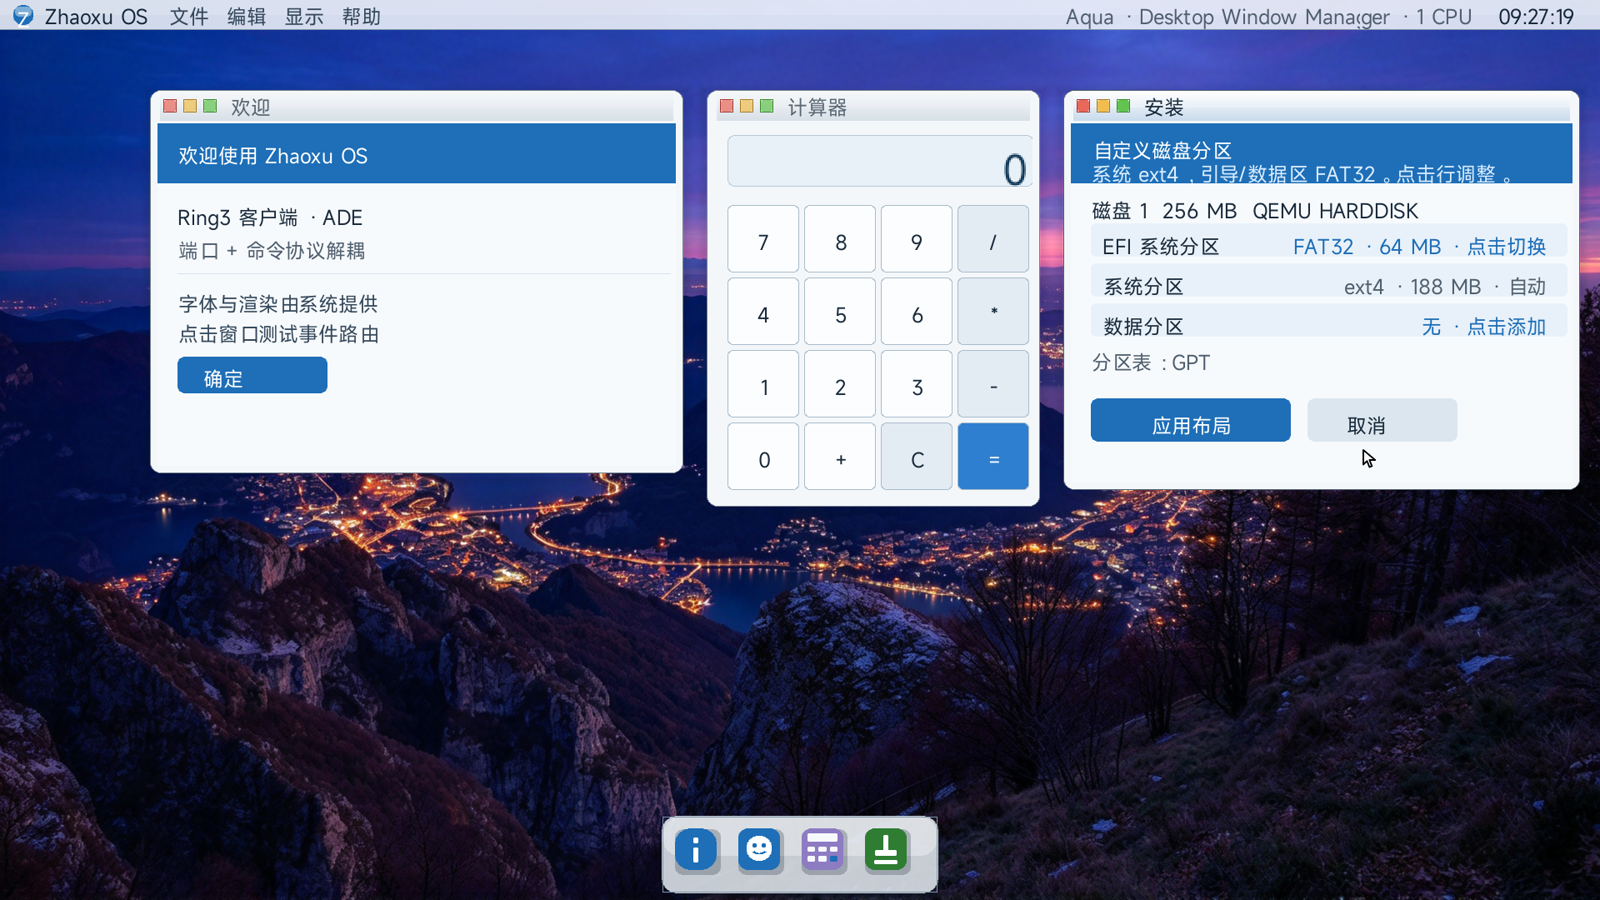 Zhaoxu OS 文件 编辑 显示 帮助
Aqua · Desktop Window Manager · 1 CPU 09:27:19
欢迎
欢迎使用 Zhaoxu OS
Ring3 客户端 · ADE
端口 + 命令协议解耦
字体与渲染由系统提供
点击窗口测试事件路由
确定
计算器
0
7 8 9 /
4 5 6 *
1 2 3 -
0 + C =
安装
自定义磁盘分区
系统 ext4 , 引导/数据区 FAT32 。点击行调整 。
磁盘 1 256 MB QEMU HARDDISK
EFI 系统分区 FAT32 · 64 MB · 点击切换
系统分区 ext4 · 188 MB · 自动
数据分区 无 · 点击添加
分区表 : GPT
应用布局 取消